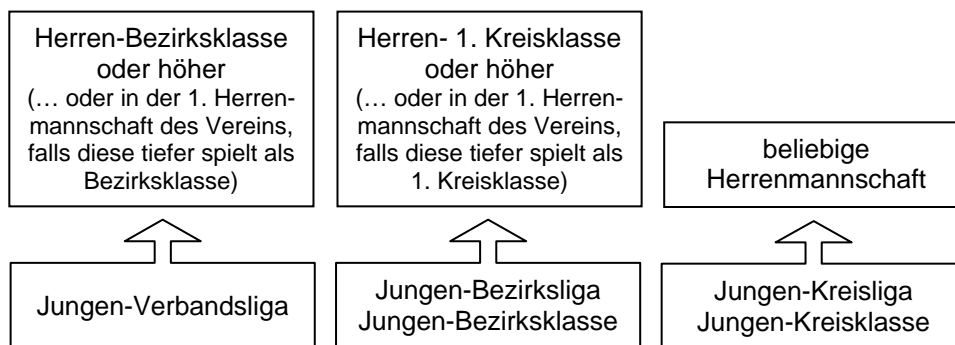 Herren-Bezirksklasse
oder höher
(… oder in der 1. Herren-
mannschaft des Vereins,
falls diese tiefer spielt als
Bezirksklasse)
Herren- 1. Kreisklasse
oder höher
(… oder in der 1. Herren-
mannschaft des Vereins,
falls diese tiefer spielt als
1. Kreisklasse)
beliebige
Herrenmannschaft
Jungen-Verbandsliga
Jungen-Bezirksliga
Jungen-Bezirksklasse
Jungen-Kreisliga
Jungen-Kreisklasse